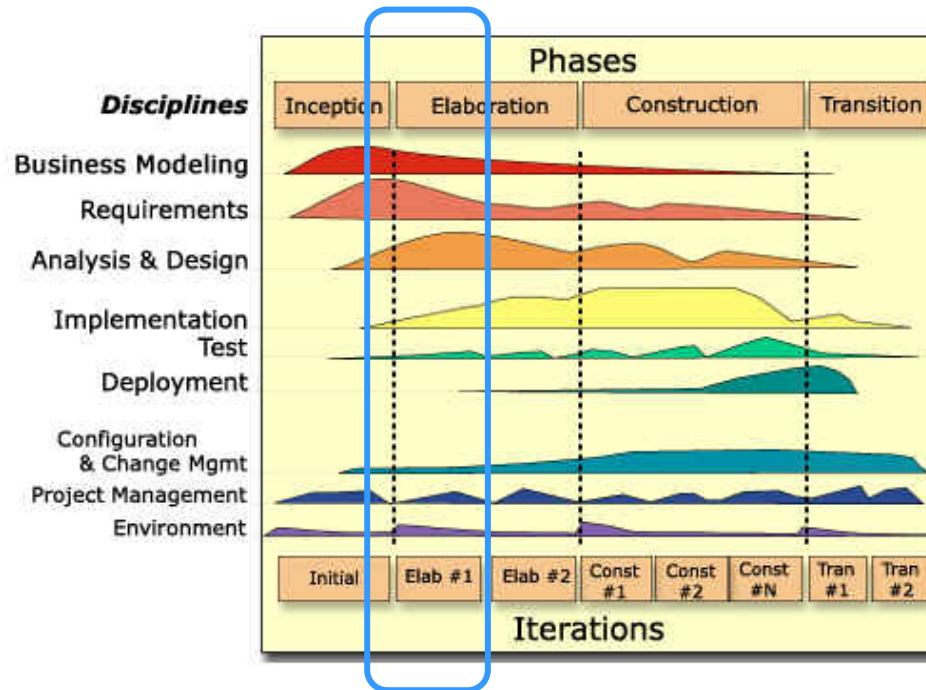 Phases
Disciplines Inception Elaboration Construction Transition
Business Modeling
Requirements
Analysis & Design
Implementation
Test
Deployment
Configuration
& Change Mgmt
Project Management
Environment
Initial Elab #1 Elab #2 Const #1 Const #2 Const #N Tran #1 Tran #2
Iterations